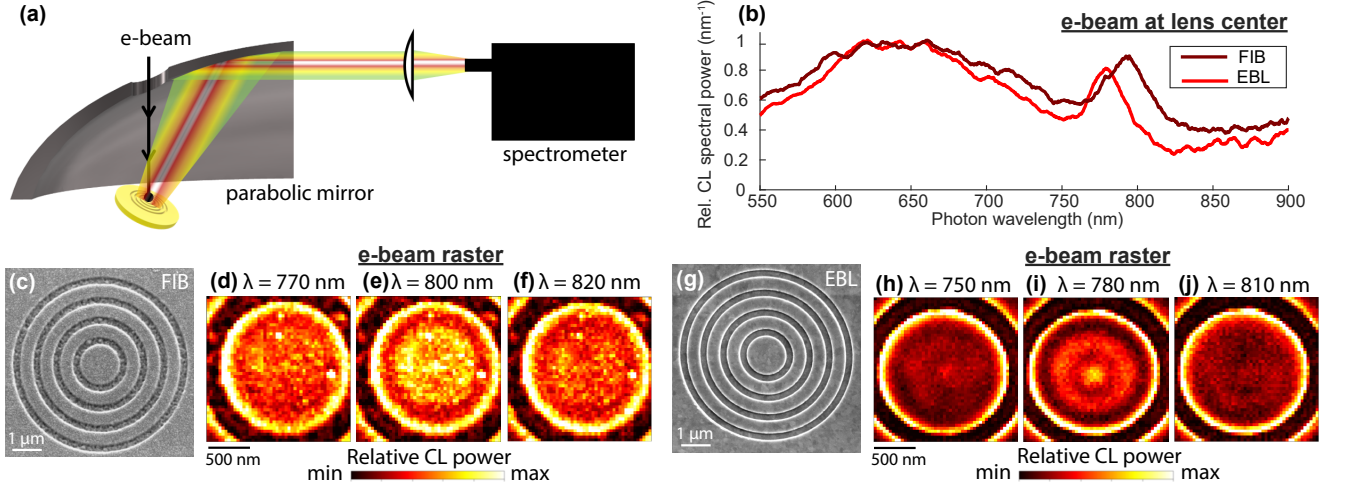 (a)
e-beam
spectrometer
parabolic mirror
(b)
e-beam at lens center
Rel. CL spectral power (nm⁻¹)
FIB
EBL
1
0.8
0.6
0.4
0.2
0
550 600 650 700 750 800 850 900
Photon wavelength (nm)
e-beam raster
(c) FIB
1 µm
(d) λ = 770 nm
(e) λ = 800 nm
(f) λ = 820 nm
500 nm
Relative CL power
min max
e-beam raster
(g) EBL
1 µm
(h) λ = 750 nm
(i) λ = 780 nm
(j) λ = 810 nm
500 nm
Relative CL power
min max